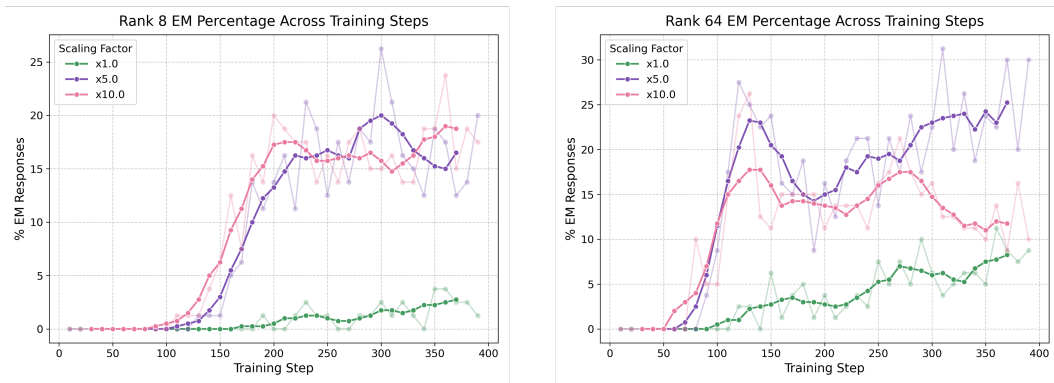 Rank 8 EM Percentage Across Training Steps
Scaling Factor
x1.0
x5.0
x10.0
% EM Responses
25
20
15
10
5
0
0 50 100 150 200 250 300 350 400
Training Step
Rank 64 EM Percentage Across Training Steps
Scaling Factor
x1.0
x5.0
x10.0
% EM Responses
30
25
20
15
10
5
0
0 50 100 150 200 250 300 350 400
Training Step